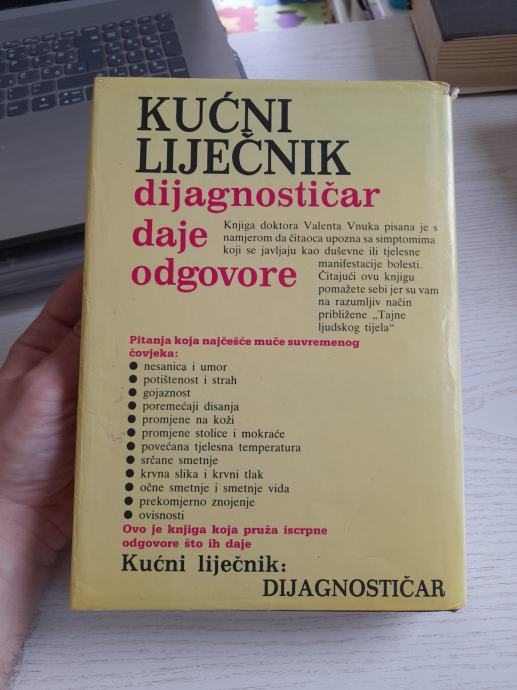 KUĆNI
LIJEČNIK
dijagnostičar
daje
odgovore
Knjiga doktora Valenta Vnuka pisana je s
namjerom da čitaoca upozna sa simptomima
koji se javljaju kao duševne ili tjelesne
manifestacije bolesti.
Čitajući ovu knjigu
pomažete sebi jer su vam
na razumljiv način
približene „Tajne
ljudskog tijela“
Pitanja koja najčešće muče suvremenog
čovjeka:
● nesanica i umor
● potištenost i strah
● gojaznost
● poremećaji disanja
● promjene na koži
● promjene stolice i mokraće
● povećana tjelesna temperatura
● srčane smetnje
● krvna slika i krvni tlak
● očne smetnje i smetnje vida
● prekomjerno znojenje
● ovisnosti
Ovo je knjiga koja pruža iscrpne
odgovore što ih daje
Kućni liječnik:
DIJAGNOSTIČAR